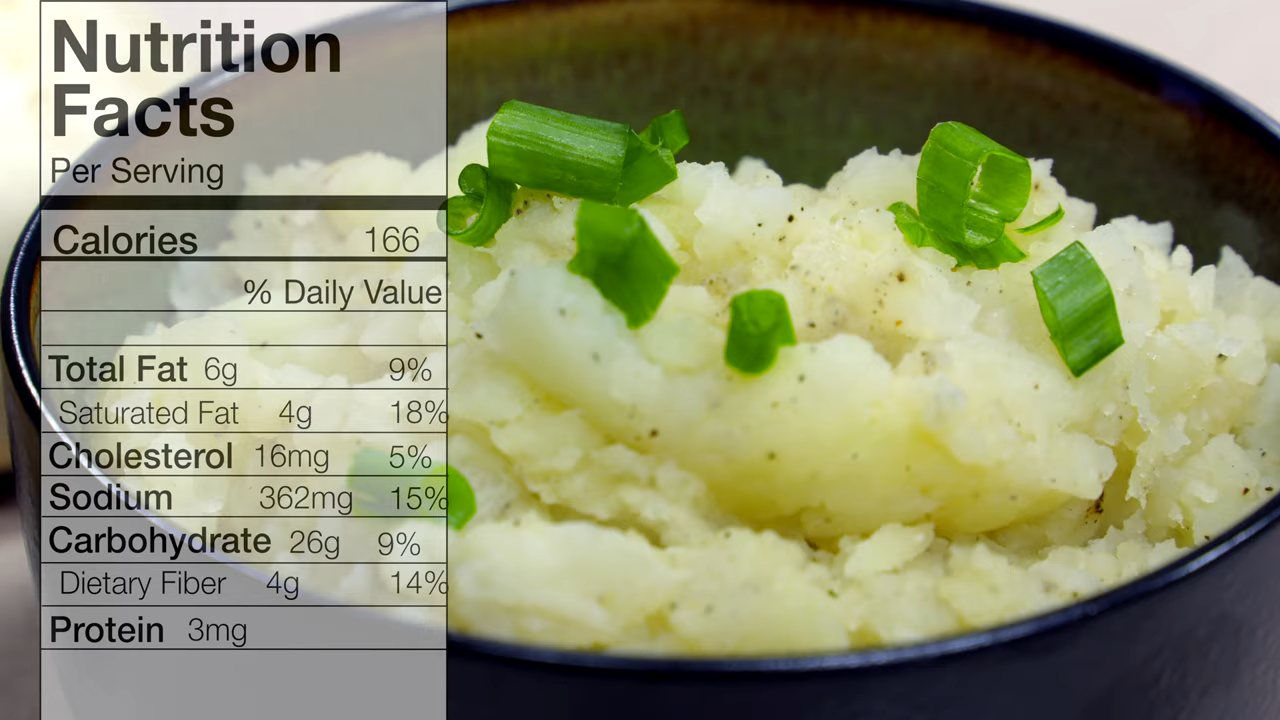 Nutrition
Facts
Per Serving
Calories 166
% Daily Value
Total Fat 6g 9%
Saturated Fat 4g 18%
Cholesterol 16mg 5%
Sodium 362mg 15%
Carbohydrate 26g 9%
Dietary Fiber 4g 14%
Protein 3mg